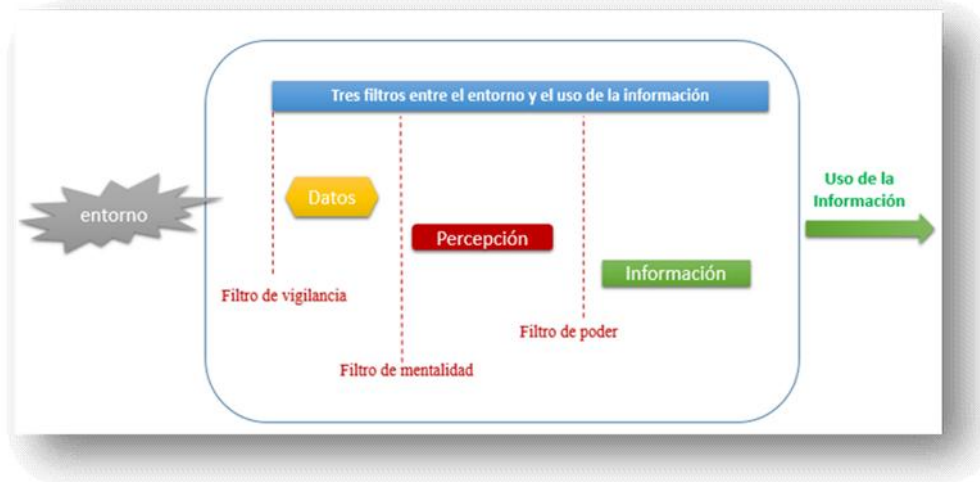 Tres filtros entre el entorno y el uso de la información
entorno
Datos
Percepción
Información
Filtro de vigilancia
Filtro de mentalidad
Filtro de poder
Uso de la
Información